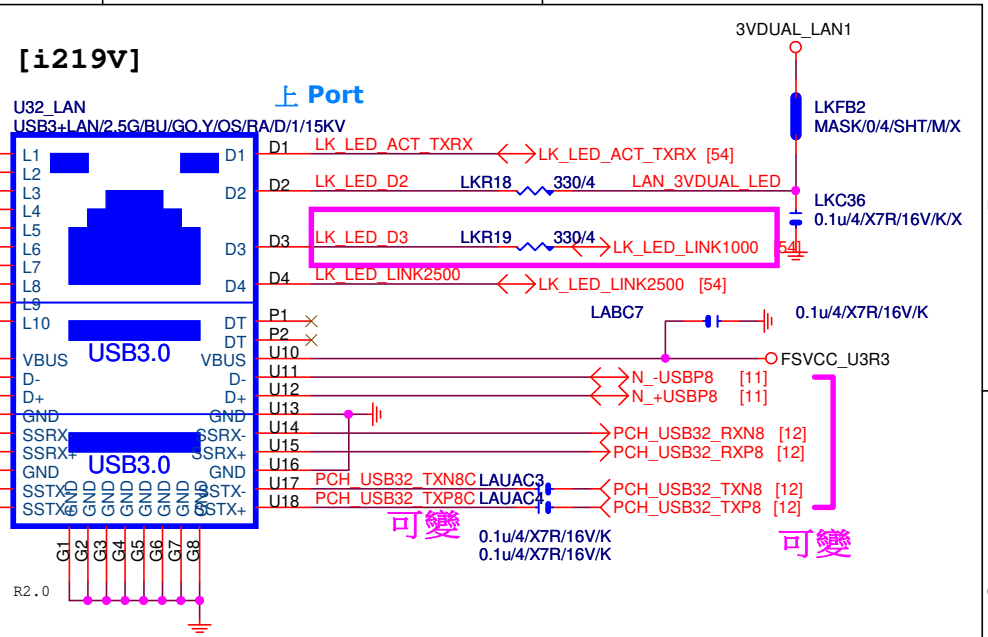 3VDUAL_LAN1
[i219V]
上 Port
U32_LAN
USB3+LAN/2.5G/BU/GO,Y/OS/RA/D/1/15KV
LKFB2
MASK/0/4/SHT/M/X
L1 D1 D1 LK_LED_ACT_TXRX LK_LED_ACT_TXRX [54]
L2
L3 D2 D2 LK_LED_D2 LKR18 330/4 LAN_3VDUAL_LED
L4
LKC36
0.1u/4/X7R/16V/K/X
L5
L6 D3 D3 LK_LED_D3 LKR19 330/4 LK_LED_LINK1000 [54]
L7
L8 D4 D4 LK_LED_LINK2500 LK_LED_LINK2500 [54]
L9
L10 DT P1 LABC7 0.1u/4/X7R/16V/K
DT P2
USB3.0
VBUS VBUS U10 FSVCC_U3R3
D- D- U11 N_-USBP8 [11]
D+ D+ U12 N_+USBP8 [11]
GND GND U13
SSRX- SSRX- U14 PCH_USB32_RXN8 [12]
SSRX+ SSRX+ U15 PCH_USB32_RXP8 [12]
USB3.0
GND GND U16
SSTX- SSTX- U17 PCH_USB32_TXN8C LAUAC3 PCH_USB32_TXN8 [12]
SSTX+ SSTX+ U18 PCH_USB32_TXP8C LAUAC4 PCH_USB32_TXP8 [12]
GND GND GND GND GND GND GND GND
可變
可變
0.1u/4/X7R/16V/K
0.1u/4/X7R/16V/K
G1 G2 G3 G4 G5 G6 G7 G8
R2.0